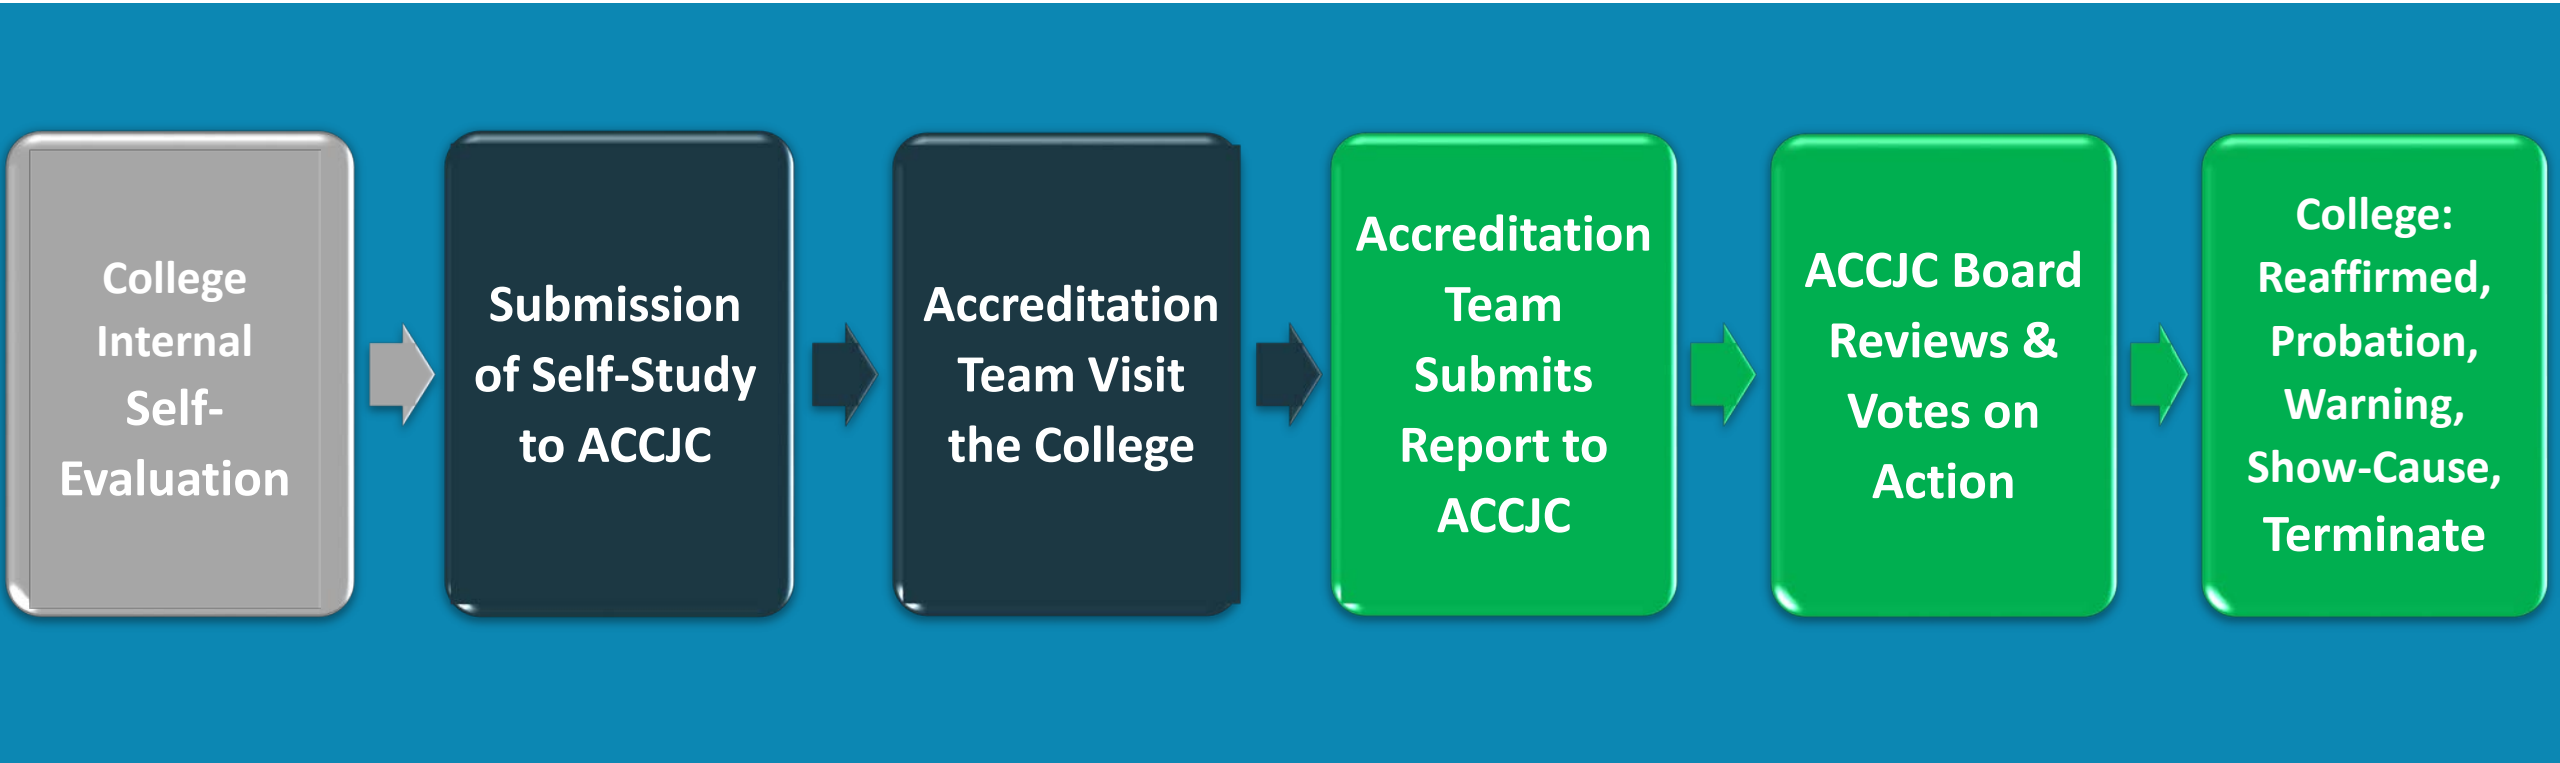 College
Internal
Self-
Evaluation
Submission
of Self-Study
to ACCJC
Accreditation
Team Visit
the College
Accreditation
Team
Submits
Report to
ACCJC
ACCJC Board
Reviews &
Votes on
Action
College:
Reaffirmed,
Probation,
Warning,
Show-Cause,
Terminate